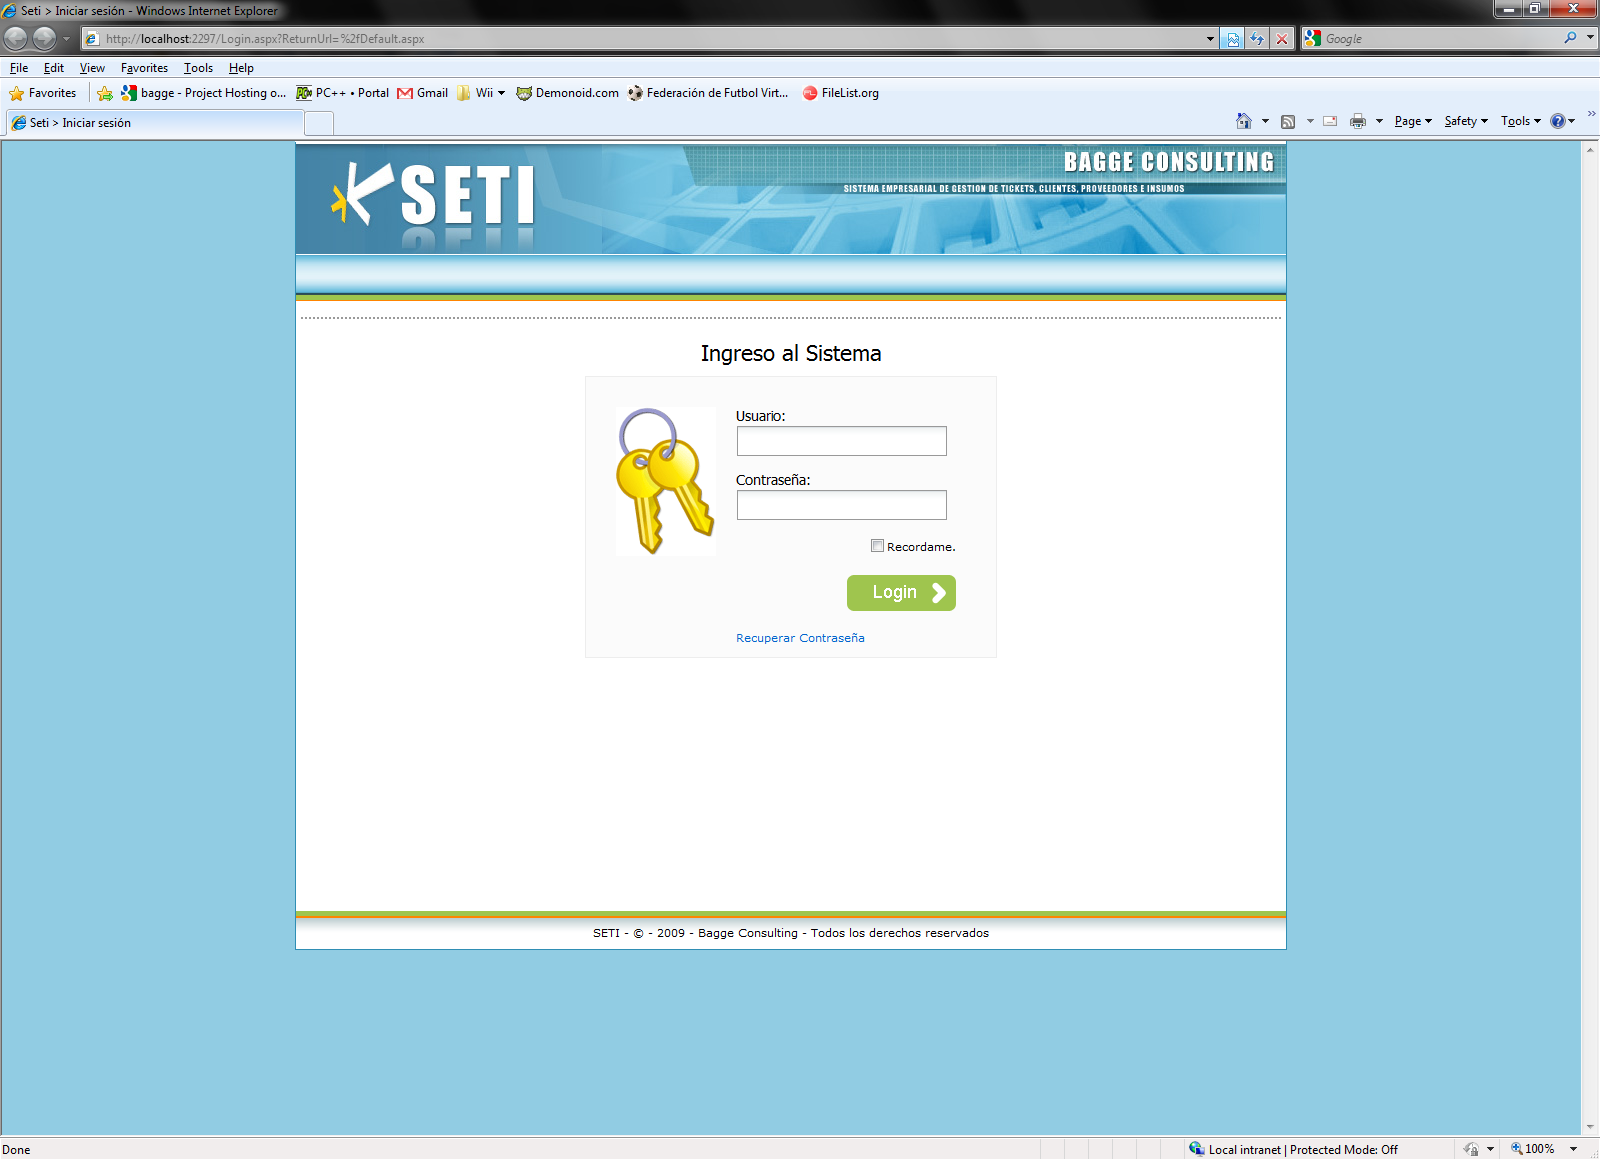 Seti > Iniciar sesión - Windows Internet Explorer
http://localhost:2297/Login.aspx?ReturnUrl=%2fDefault.aspx
Google
File Edit View Favorites Tools Help
Favorites bagge - Project Hosting o... PC++ • Portal Gmail Wii Demonoid.com Federación de Futbol Virt... FileList.org
Seti > Iniciar sesión
Page Safety Tools
SETI
BAGGE CONSULTING
SISTEMA EMPRESARIAL DE GESTION DE TICKETS, CLIENTES, PROVEEDORES E INSUMOS
Ingreso al Sistema
Usuario:
Contraseña:
Recordame.
Login
Recuperar Contraseña
SETI - © - 2009 - Bagge Consulting - Todos los derechos reservados
Done
Local intranet | Protected Mode: Off
100%